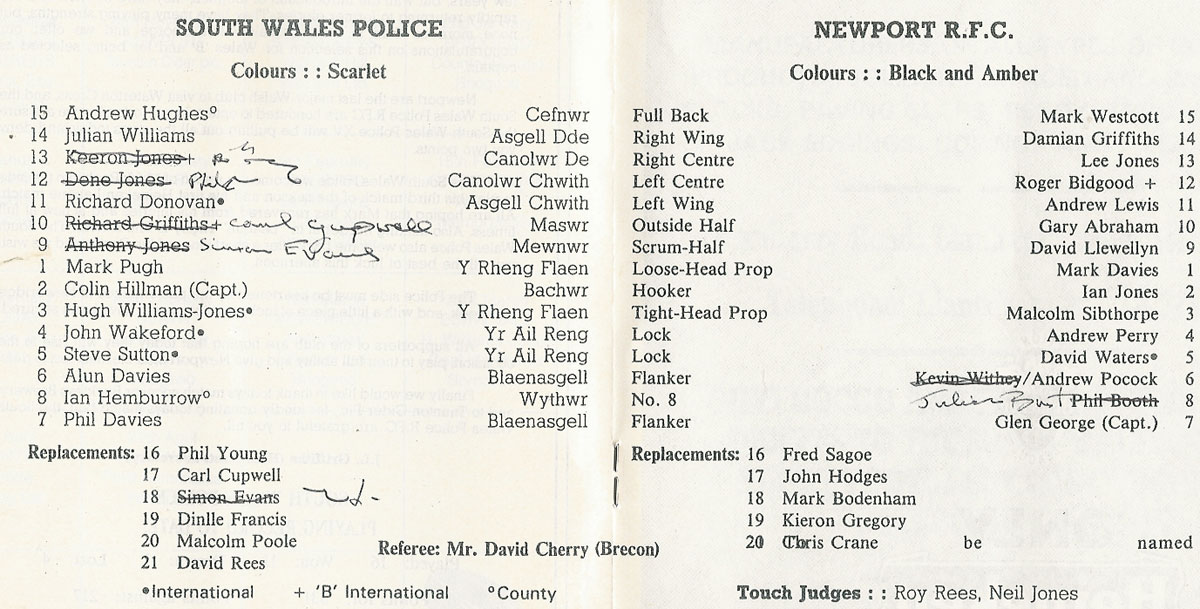 SOUTH WALES POLICE
Colours : : Scarlet
15 Andrew Hughes° Cefnwr
14 Julian Williams Asgell Dde
13 Keeron Jones+ Canolwr De
12 Dene Jones Phil Canolwr Chwith
11 Richard Donovan• Asgell Chwith
10 Richard Griffiths+ Carl Cupwell Maswr
Anthony Jones Simon Evans Mewnwr
1 Mark Pugh Y Rheng Flaen
2 Colin Hillman (Capt.) Bachwr
3 Hugh Williams-Jones• Y Rheng Flaen
4 John Wakeford• Yr Ail Reng
5 Steve Sutton• Yr Ail Reng
6 Alun Davies Blaenasgell
8 Ian Hemburrow° Wythwr
7 Phil Davies Blaenasgell
Replacements: 16 Phil Young
17 Carl Cupwell
18 Simon Evans
19 Dinlle Francis
20 Malcolm Poole
21 David Rees
•International + 'B' International °County
Referee: Mr. David Cherry (Brecon)
NEWPORT R.F.C.
Colours : : Black and Amber
Full Back Mark Westcott 15
Right Wing Damian Griffiths 14
Right Centre Lee Jones 13
Left Centre Roger Bidgood + 12
Left Wing Andrew Lewis 11
Outside Half Gary Abraham 10
Scrum-Half David Llewellyn 9
Loose-Head Prop Mark Davies 1
Hooker Ian Jones 2
Tight-Head Prop Malcolm Sibthorpe 3
Lock Andrew Perry 4
Lock David Waters• 5
Flanker Kevin Withey/Andrew Pocock 6
No. 8 Julian Phil Booth 8
Flanker Glen George (Capt.) 7
Replacements: 16 Fred Sagoe
17 John Hodges
18 Mark Bodenham
19 Kieron Gregory
20 Chris Crane be named
Touch Judges : : Roy Rees, Neil Jones